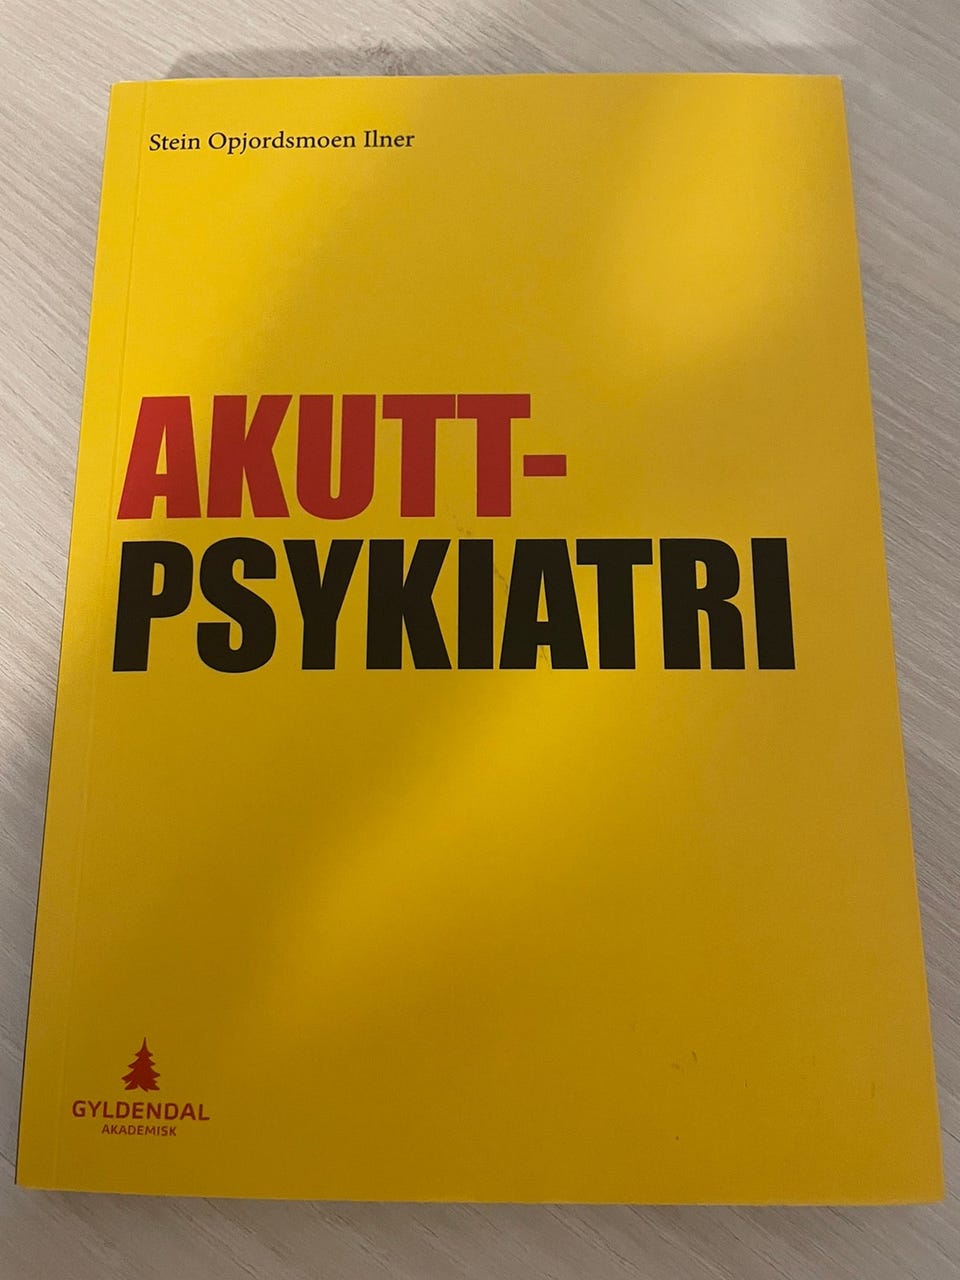 Stein Opjordsmoen Ilner
AKUTT-
PSYKIATRI
GYLDENDAL
AKADEMISK